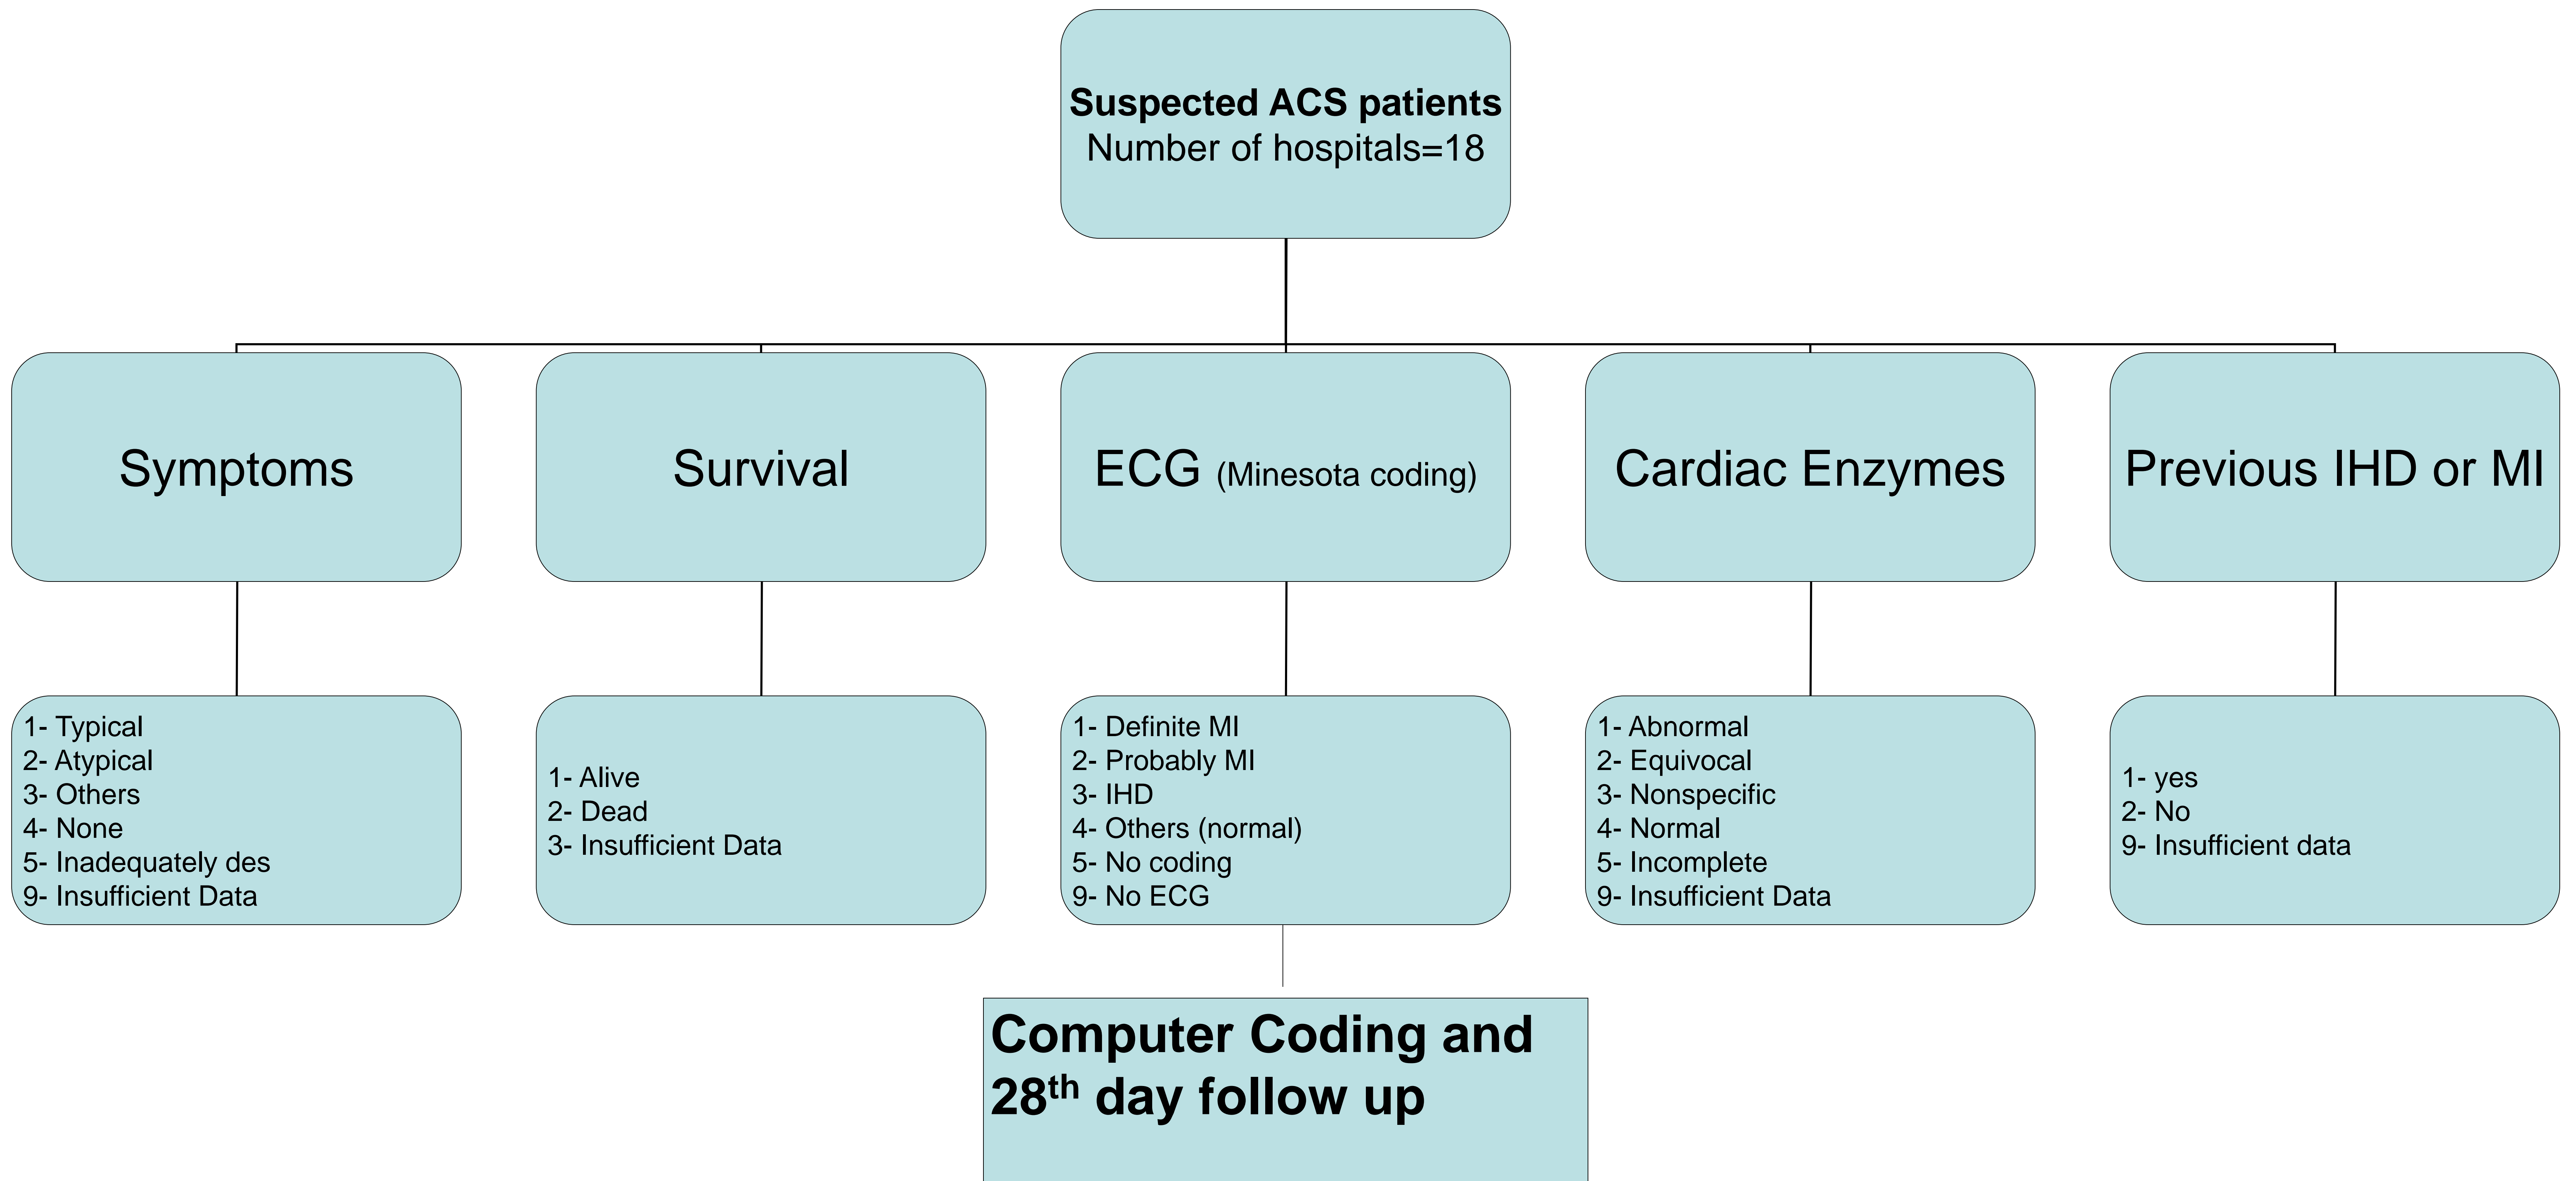 Suspected ACS patients
Number of hospitals=18
Symptoms
Survival
ECG (Minesota coding)
Cardiac Enzymes
Previous IHD or MI
1- Typical
2- Atypical
3- Others
4- None
5- Inadequately des
9- Insufficient Data
1- Alive
2- Dead
3- Insufficient Data
1- Definite MI
2- Probably MI
3- IHD
4- Others (normal)
5- No coding
9- No ECG
1- Abnormal
2- Equivocal
3- Nonspecific
4- Normal
5- Incomplete
9- Insufficient Data
1- yes
2- No
9- Insufficient data
Computer Coding and
28th day follow up